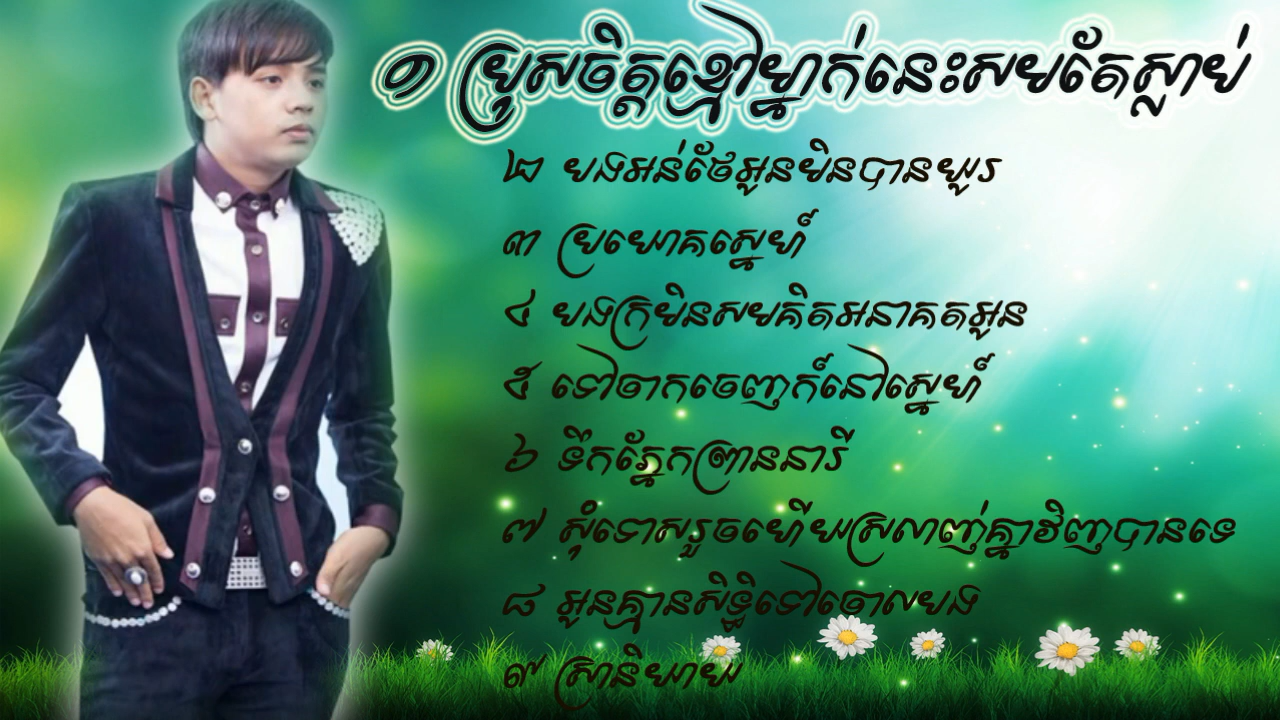 ១ ប្រុសចិត្តខ្មៅម្នាក់នេះសមតែស្លាប់
២ បងអន់ថែអូនមិនបានយូរ
៣ ប្រយោគស្នេហ៍
៤ បងក្រមិនសមគិតអនាគតអូន
៥ ទៅចាកចេញក៏នៅស្នេហ៍
៦ ទឹកភ្នែកព្រាននារី
៧ សុំទោសរួចហើយស្រលាញ់គ្នាវិញបានទេ
៨ អូនគ្មានសិទ្ធិទៅចោលបង
៧ ស្រានិយាយ